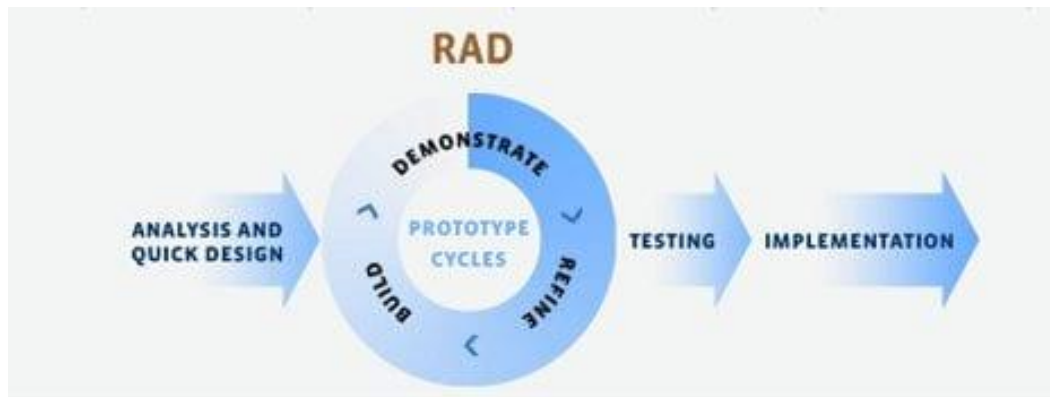 RAD
ANALYSIS AND
QUICK DESIGN
DEMONSTRATE
PROTOTYPE
CYCLES
BUILD
REFINE
TESTING
IMPLEMENTATION